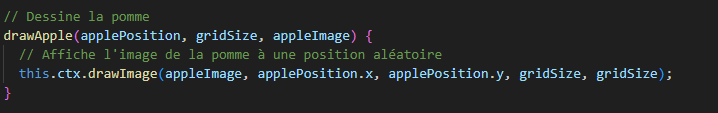 // Dessine la pomme
drawApple(applePosition, gridSize, appleImage) {
// Affiche l'image de la pomme à une position aléatoire
this.ctx.drawImage(appleImage, applePosition.x, applePosition.y, gridSize, gridSize);
}